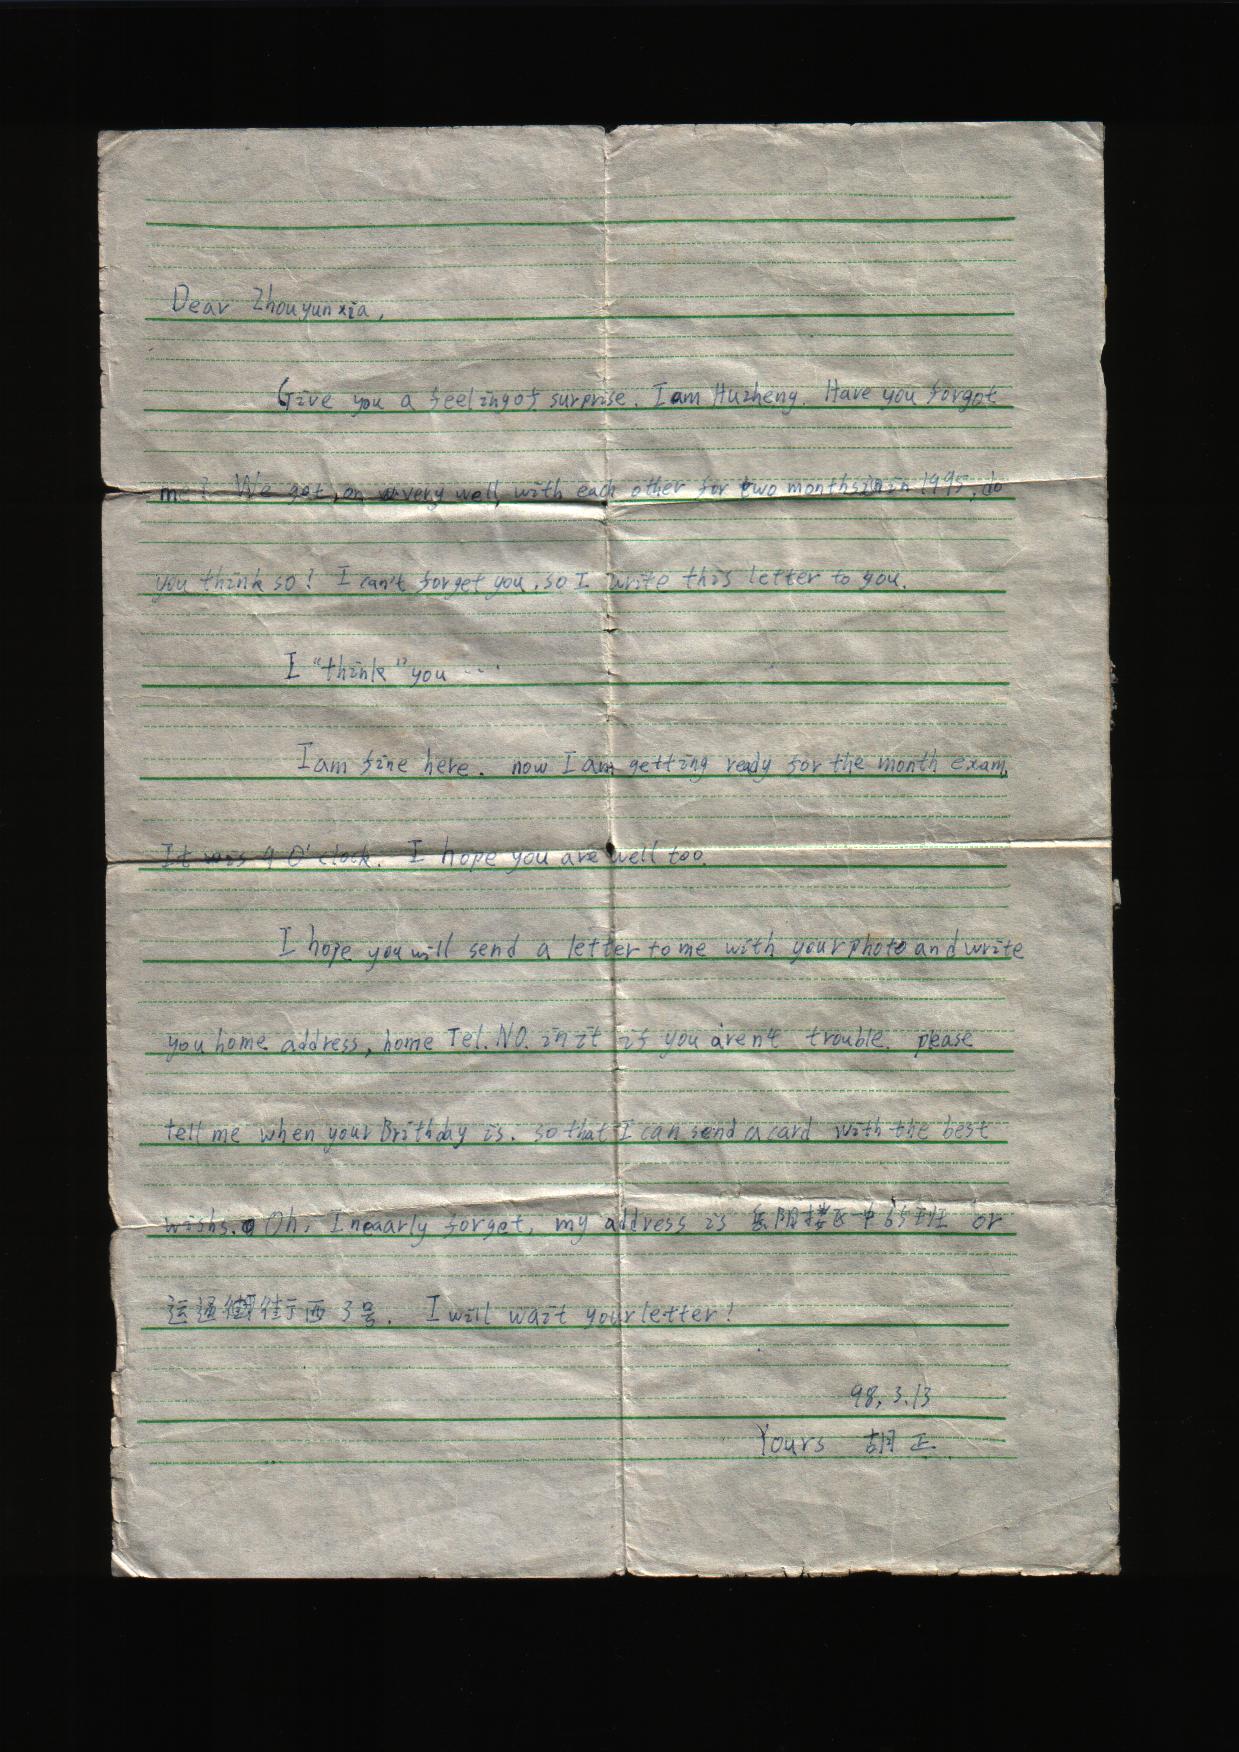 Dear Zhouyunxia,
Give you a feeling of surprise. I am Huzheng. Have you forgot
me? We get on very well with each other for two months in in 1995, do
you think so? I can't forget you, so I write this letter to you.
I "think" you ...
I am fine here. now I am getting ready for the month exam.
It was 9 O'clock. I hope you are well too.
I hope you will send a letter to me with your photo and write
you home address, home Tel. NO. in it if you aren't trouble. please
tell me when your Brithday is. so that I can send a card with the best
wishs. Oh, I nearly forget, my address is 岳阳楼区一中 班 or
运通街 西3号. I will wait your letter!
98.3.13
Yours 胡正